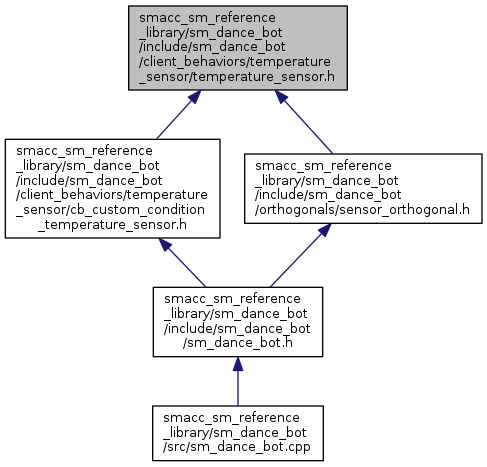 smacc_sm_reference
_library/sm_dance_bot
/include/sm_dance_bot
/client_behaviors/temperature
_sensor/temperature_sensor.h
smacc_sm_reference
_library/sm_dance_bot
/include/sm_dance_bot
/client_behaviors/temperature
_sensor/cb_custom_condition
_temperature_sensor.h
smacc_sm_reference
_library/sm_dance_bot
/include/sm_dance_bot
/orthogonals/sensor_orthogonal.h
smacc_sm_reference
_library/sm_dance_bot
/include/sm_dance_bot
/sm_dance_bot.h
smacc_sm_reference
_library/sm_dance_bot
/src/sm_dance_bot.cpp